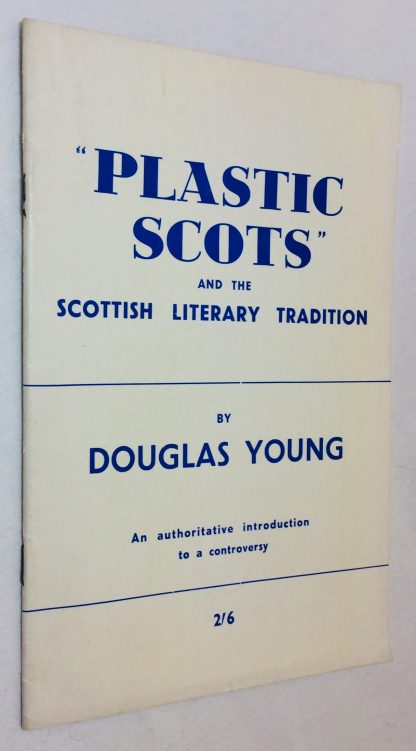 "PLASTIC
SCOTS"
AND THE
SCOTTISH LITERARY TRADITION
BY
DOUGLAS YOUNG
An authoritative introduction
to a controversy
2/6